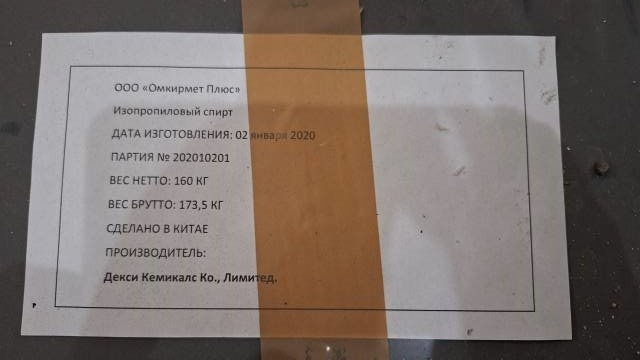 ООО «Омкирмет Плюс»
Изопропиловый спирт
ДАТА ИЗГОТОВЛЕНИЯ: 02 января 2020
ПАРТИЯ № 202010201
ВЕС НЕТТО: 160 КГ
ВЕС БРУТТО: 173,5 КГ
СДЕЛАНО В КИТАЕ
ПРОИЗВОДИТЕЛЬ:
Декси Кемикалс Ко., Лимитед.